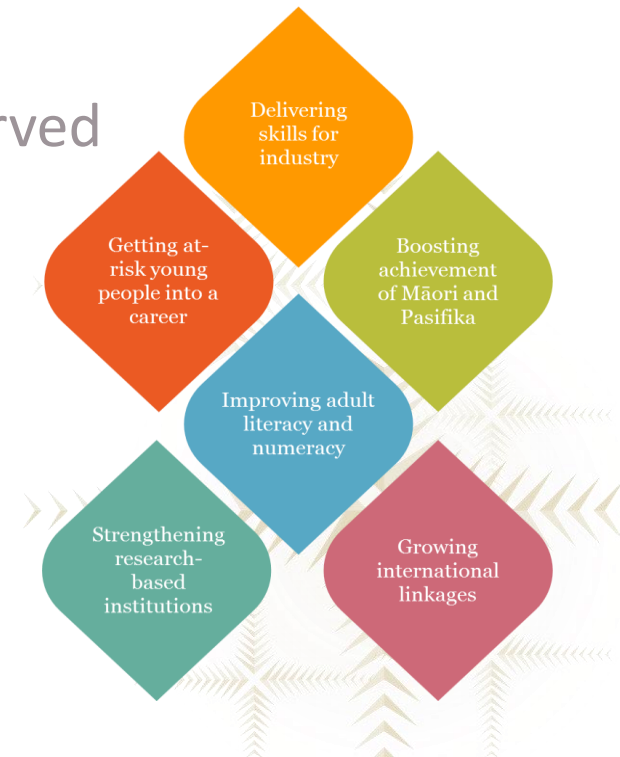 Delivering
skills for
industry
Getting at-
risk young
people into a
career
Boosting
achievement
of Māori and
Pasifika
Improving adult
literacy and
numeracy
Strengthening
research-
based
institutions
Growing
international
linkages